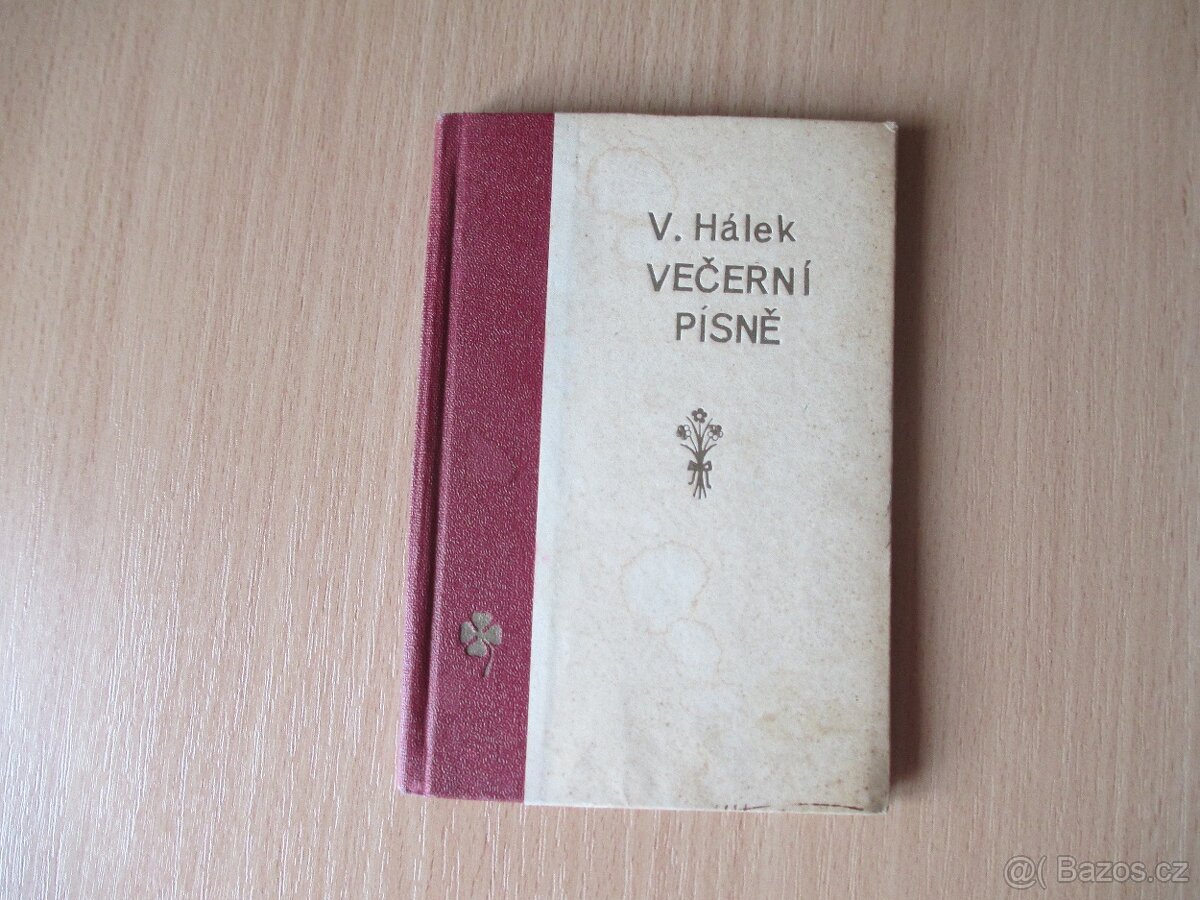 V. Hálek
VEČERNÍ
PÍSNĚ
@( Bazos.cz